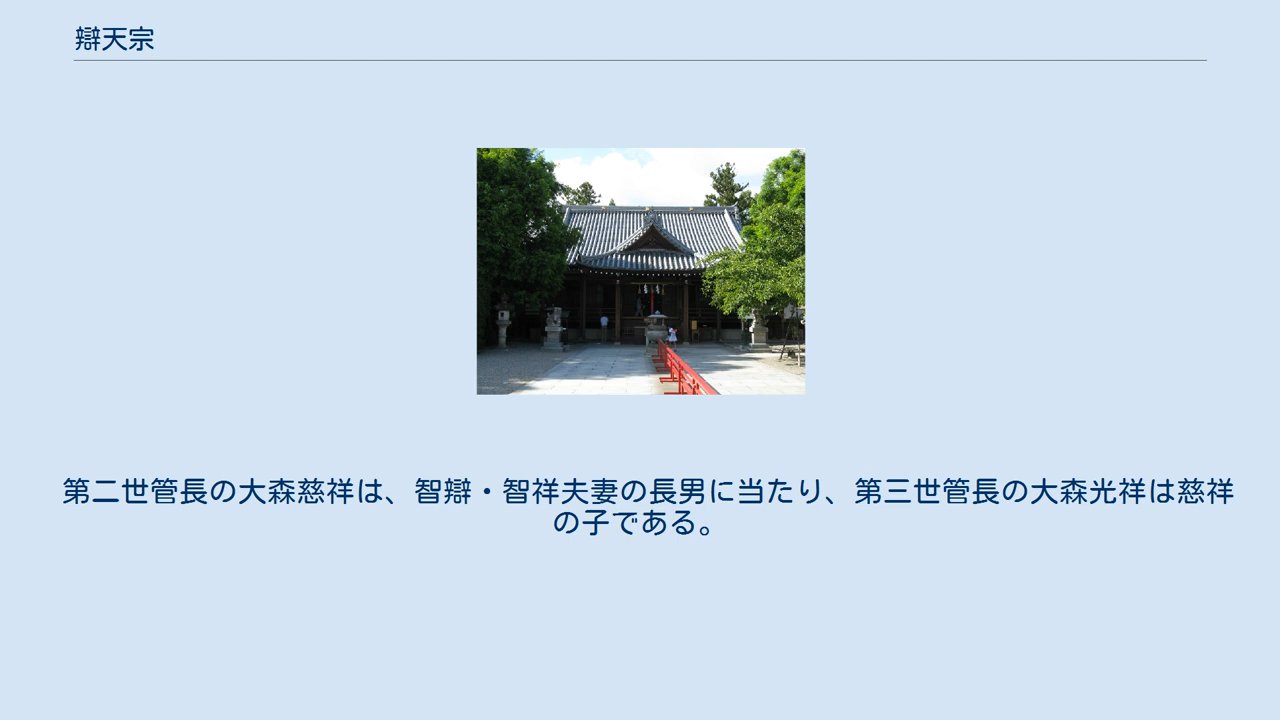 辯天宗
第二世管長の大森慈祥は、智辯・智祥夫妻の長男に当たり、第三世管長の大森光祥は慈祥
の子である。